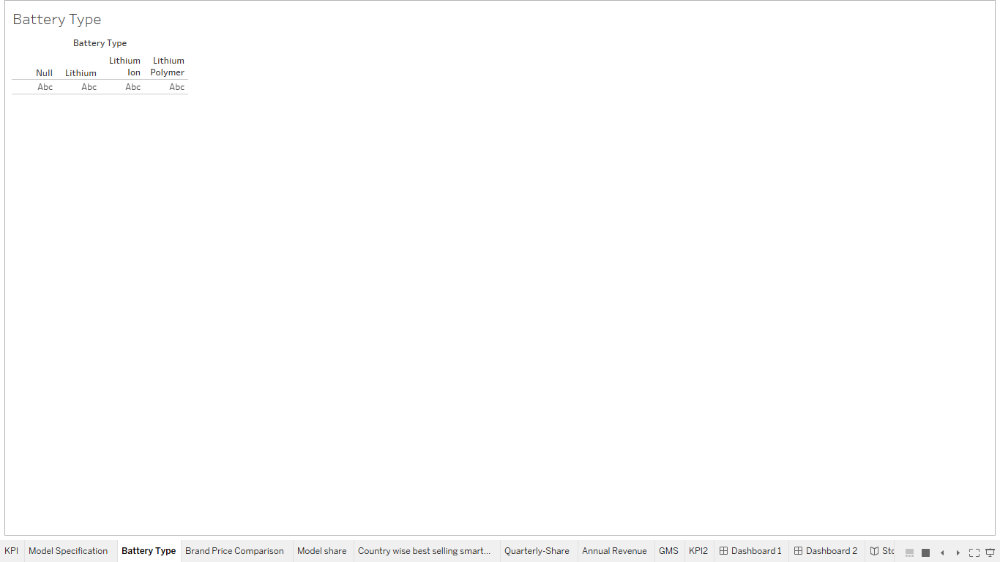 Battery Type
Battery Type
Null Lithium Lithium Ion Lithium Polymer
Abc Abc Abc Abc
KPI Model Specification Battery Type Brand Price Comparison Model share Country wise best selling smart... Quarterly-Share Annual Revenue GMS KPI2 Dashboard 1 Dashboard 2